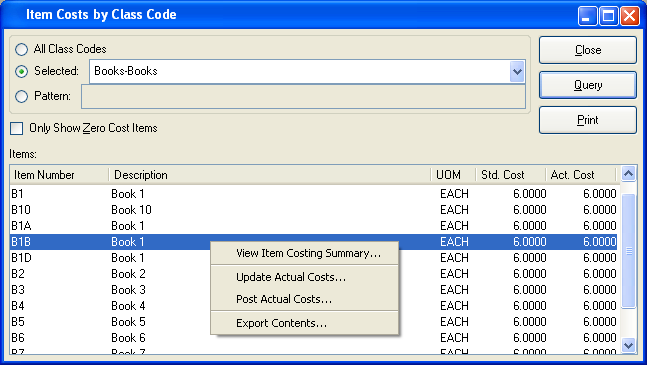 Item Costs by Class Code
All Class Codes
Selected: Books-Books
Pattern:
Only Show Zero Cost Items
Close
Query
Print
Items:
Item Number Description UOM Std. Cost Act. Cost
B1 Book 1 EACH 6.0000 6.0000
B10 Book 10 EACH 6.0000 6.0000
B1A Book 1 EACH 6.0000 6.0000
B1B Book 1 EACH 6.0000 6.0000
B1D Book 1 EACH 6.0000 6.0000
B2 Book 2 EACH 6.0000 6.0000
B3 Book 3 EACH 6.0000 6.0000
B4 Book 4 EACH 6.0000 6.0000
B5 Book 5 EACH 6.0000 6.0000
B6 Book 6 EACH 6.0000 6.0000
B7 Book 7 EACH 6.0000 6.0000
View Item Costing Summary...
Update Actual Costs...
Post Actual Costs...
Export Contents...